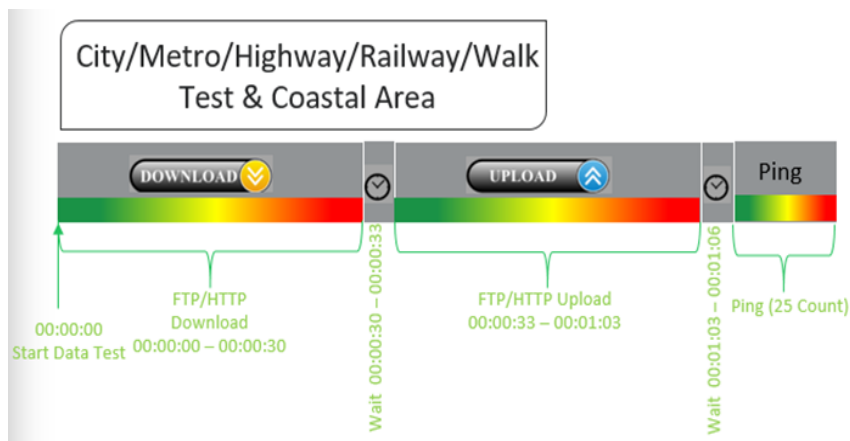 City/Metro/Highway/Railway/Walk
Test & Coastal Area
DOWNLOAD
UPLOAD
Ping
00:00:00
Start Data Test
FTP/HTTP
Download
00:00:00 – 00:00:30
Wait 00:00:30 – 00:00:33
FTP/HTTP Upload
00:00:33 – 00:01:03
Wait 00:01:03 – 00:01:06
Ping (25 Count)